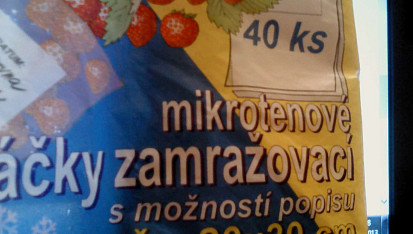 40 ks
mikrotenové
áčky zamražovací
s možností popisu